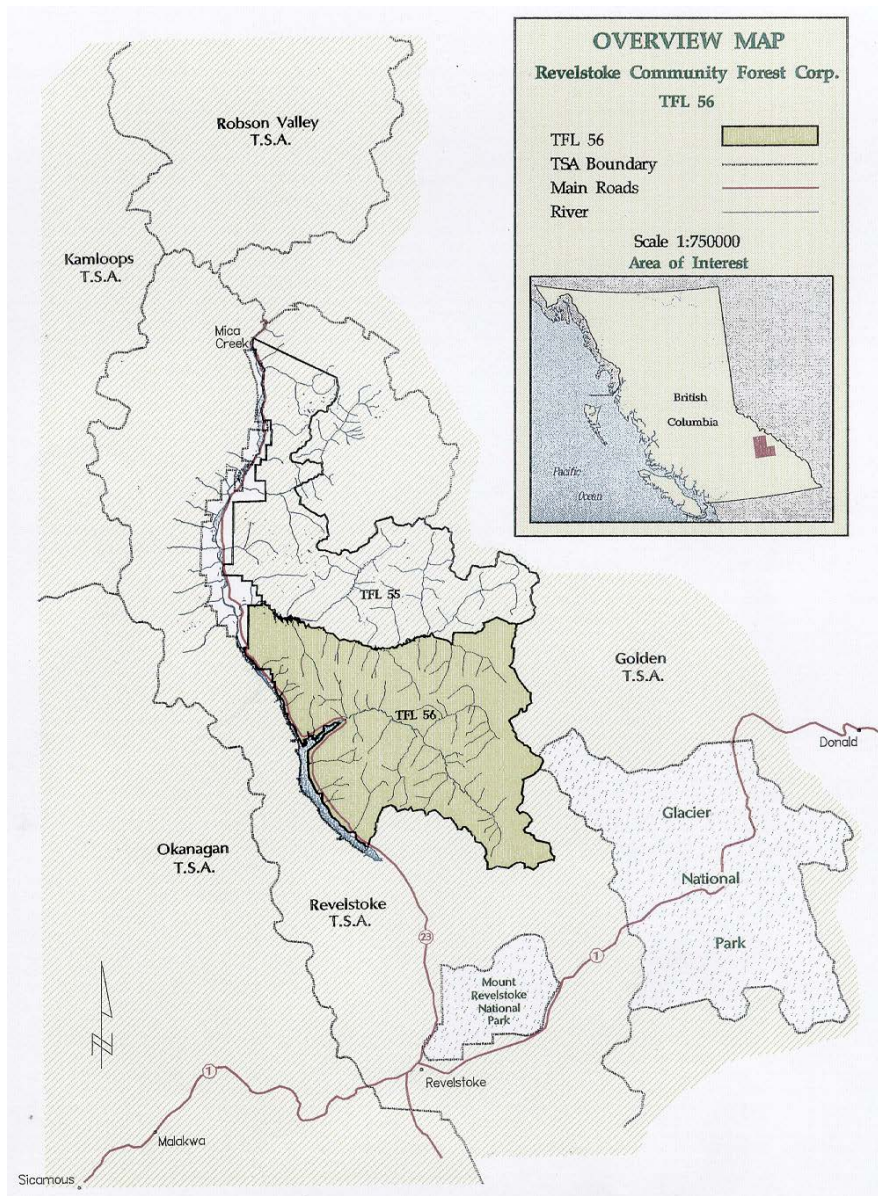 OVERVIEW MAP
Revelstoke Community Forest Corp.
TFL 56
TFL 56
TSA Boundary
Main Roads
River
Scale 1:750000
Area of Interest
British
Columbia
Pacific
Ocean
Robson Valley
T.S.A.
Kamloops
T.S.A.
Mica
Creek
TFL 55
Golden
T.S.A.
TFL 56
Donald
Glacier
National
Park
Okanagan
T.S.A.
Revelstoke
T.S.A.
23
1
Mount
Revelstoke
National
Park
1
Revelstoke
Malakwa
Sicamous